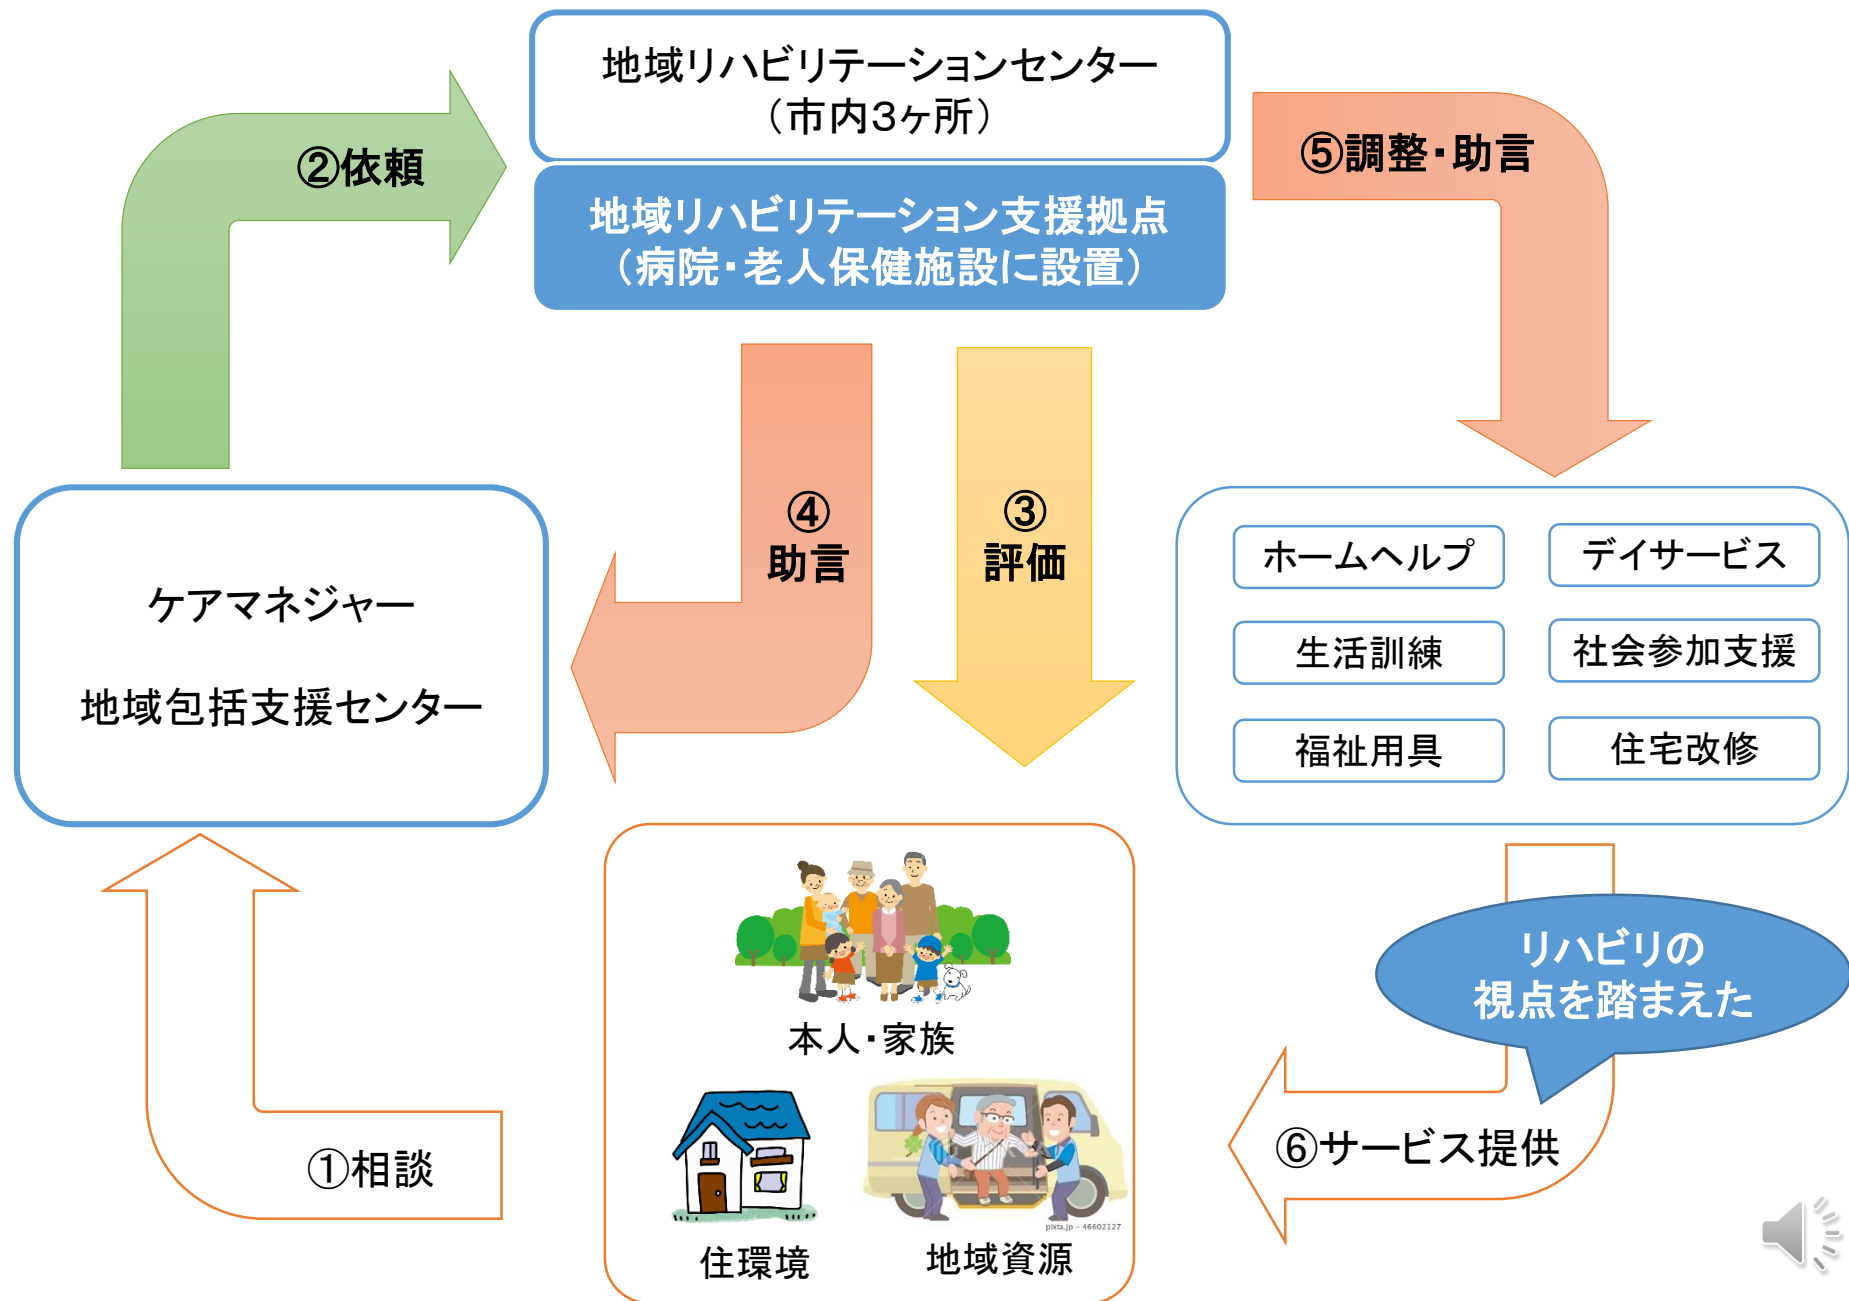 地域リハビリテーションセンター
（市内3ヶ所）
地域リハビリテーション支援拠点
（病院・老人保健施設に設置）
②依頼
⑤調整・助言
④
助言
③
評価
ケアマネジャー
地域包括支援センター
ホームヘルプ
デイサービス
生活訓練
社会参加支援
福祉用具
住宅改修
リハビリの
視点を踏まえた
本人・家族
①相談
⑥サービス提供
pixta.jp - 46602127
住環境
地域資源